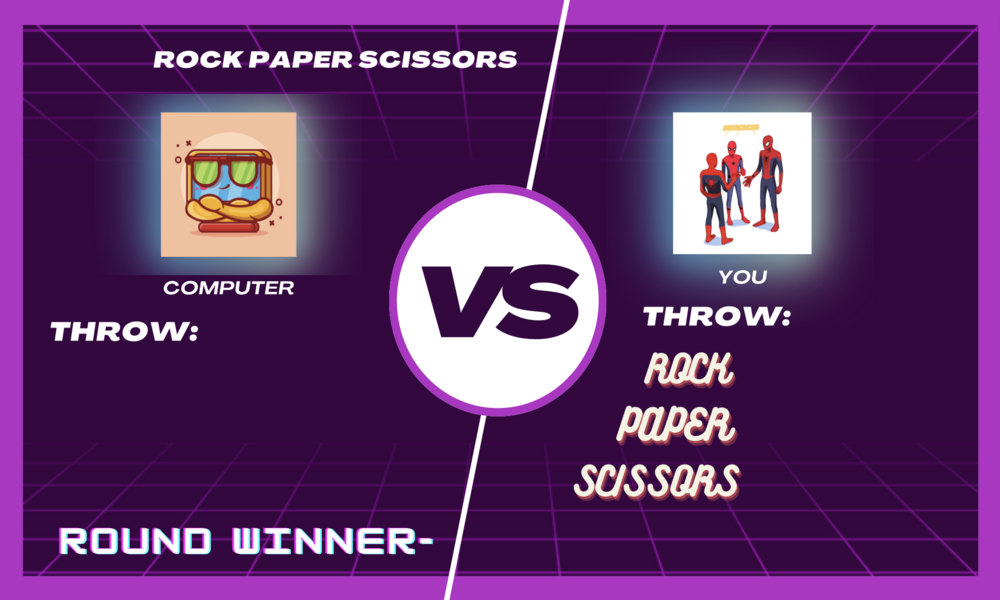 ROCK PAPER SCISSORS
COMPUTER
THROW:
VS
YOU
THROW:
ROCK
PAPER
SCISSORS
ROUND WINNER-